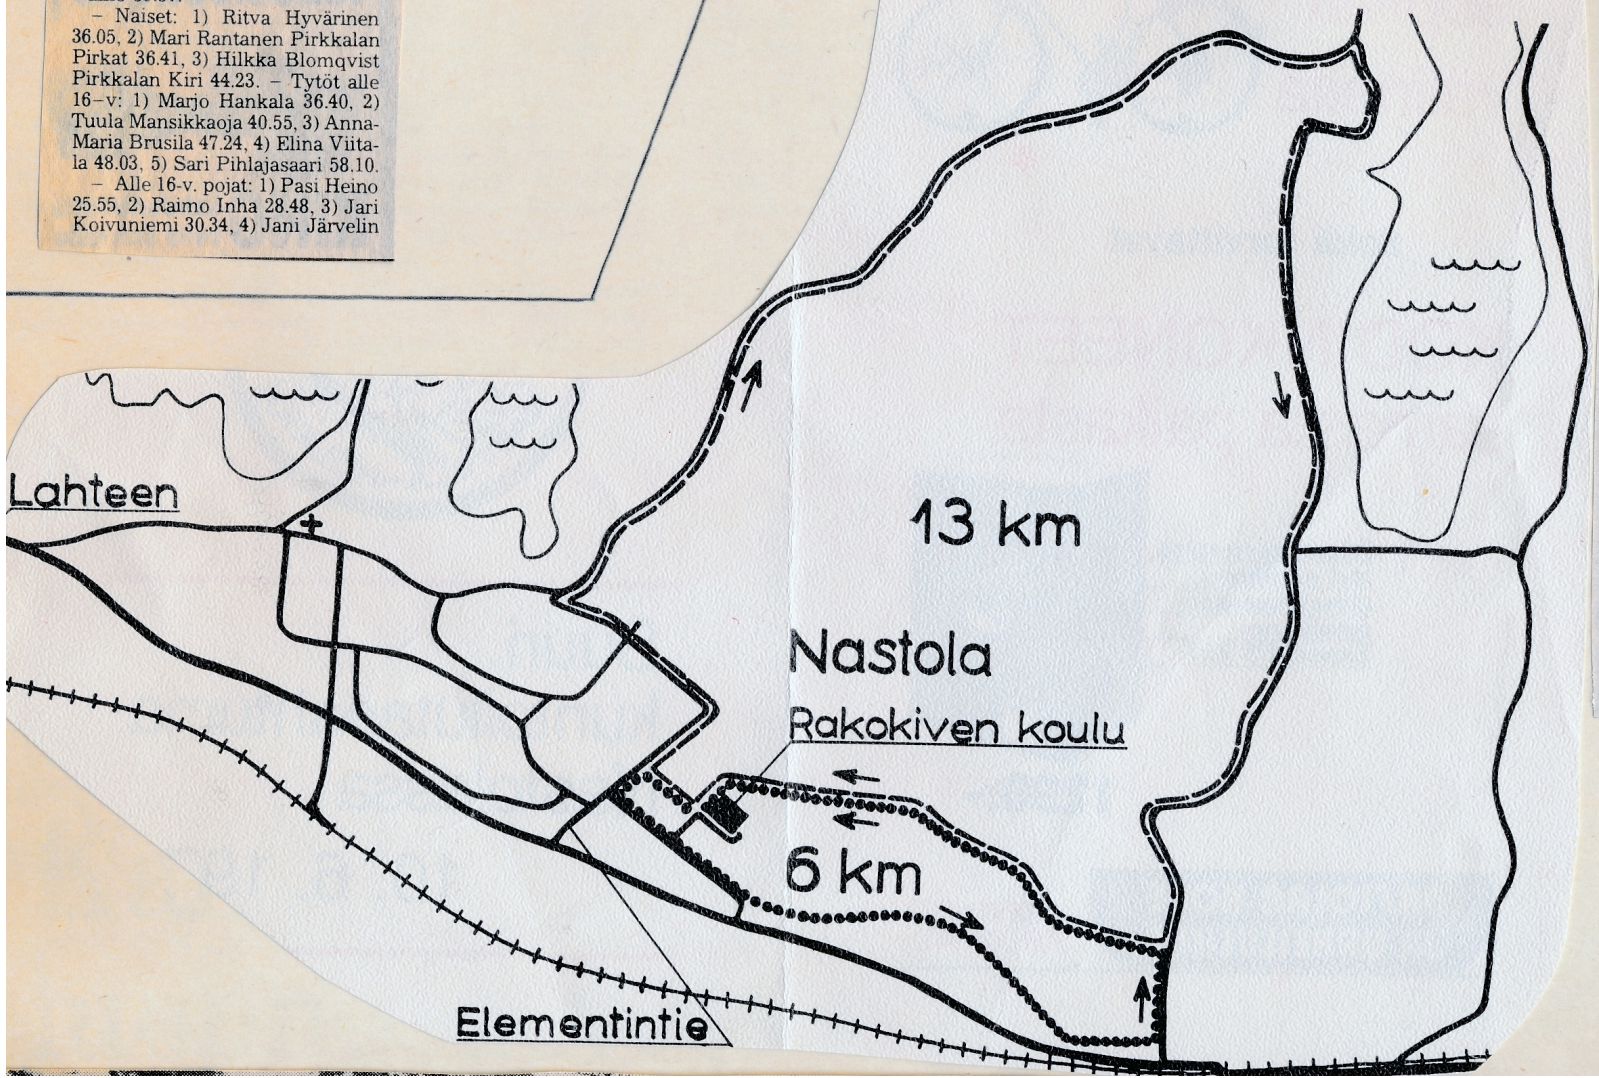 – Naiset: 1) Ritva Hyvärinen
36.05, 2) Mari Rantanen Pirkkalan
Pirkat 36.41, 3) Hilkka Blomqvist
Pirkkalan Kiri 44.23. – Tytöt alle
16–v: 1) Marjo Hankala 36.40, 2)
Tuula Mansikkaoja 40.55, 3) Anna-
Maria Brusila 47.24, 4) Elina Viita-
la 48.03, 5) Sari Pihlajasaari 58.10.
– Alle 16-v. pojat: 1) Pasi Heino
25.55, 2) Raimo Inha 28.48, 3) Jari
Koivuniemi 30.34, 4) Jani Järvelin
Lahteen
13 km
Nastola
Rakokiven koulu
6 km
Elementintie